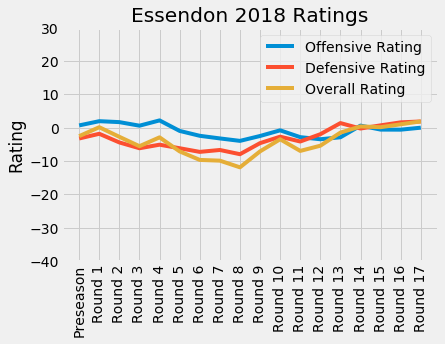 Essendon 2018 Ratings
Offensive Rating
Defensive Rating
Overall Rating
Rating
30
20
10
0
−10
−20
−30
−40
Preseason
Round 1
Round 2
Round 3
Round 4
Round 5
Round 6
Round 7
Round 8
Round 9
Round 10
Round 11
Round 12
Round 13
Round 14
Round 15
Round 16
Round 17